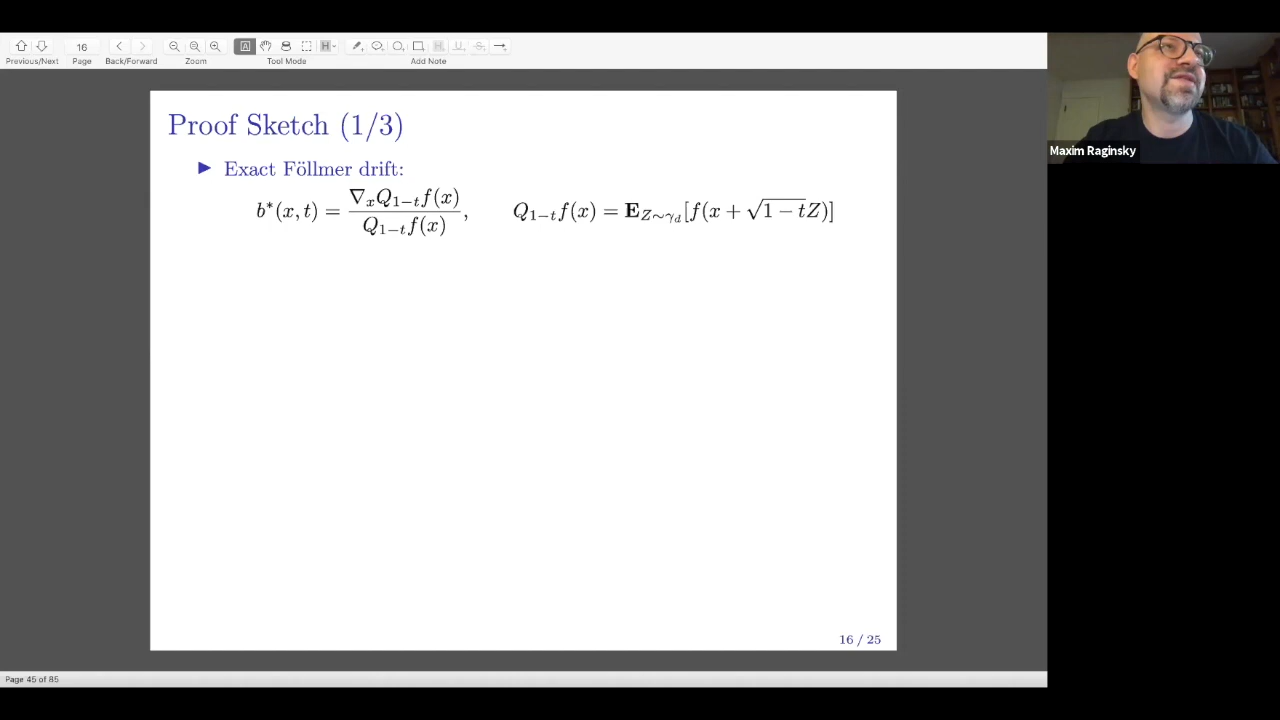 16
Previous/Next Page Back/Forward Zoom Tool Mode Add Note
Maxim Raginsky
Proof Sketch (1/3)
▶ Exact Föllmer drift:
b*(x, t) = ∇ₓQ₁₋ₜf(x) / Q₁₋ₜf(x), Q₁₋ₜf(x) = E_{Z∼γ_d}[f(x + √(1 − t)Z)]
16 / 25
Page 45 of 85